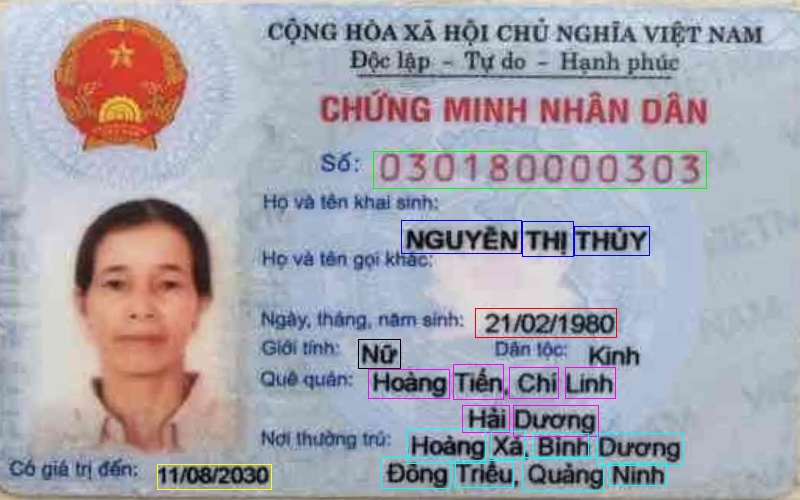 CỘNG HÒA XÃ HỘI CHỦ NGHĨA VIỆT NAM
Độc lập - Tự do - Hạnh phúc
CHỨNG MINH NHÂN DÂN
Số: 030180000303
Họ và tên khai sinh:
NGUYỄN THỊ THỦY
Họ và tên gọi khác:
Ngày, tháng, năm sinh: 21/02/1980
Giới tính: Nữ Dân tộc: Kinh
Quê quán: Hoàng Tiến, Chí Linh
Hải Dương
Nơi thường trú: Hoàng Xá, Bình Dương
Có giá trị đến: 11/08/2030 Đông Triều, Quảng Ninh